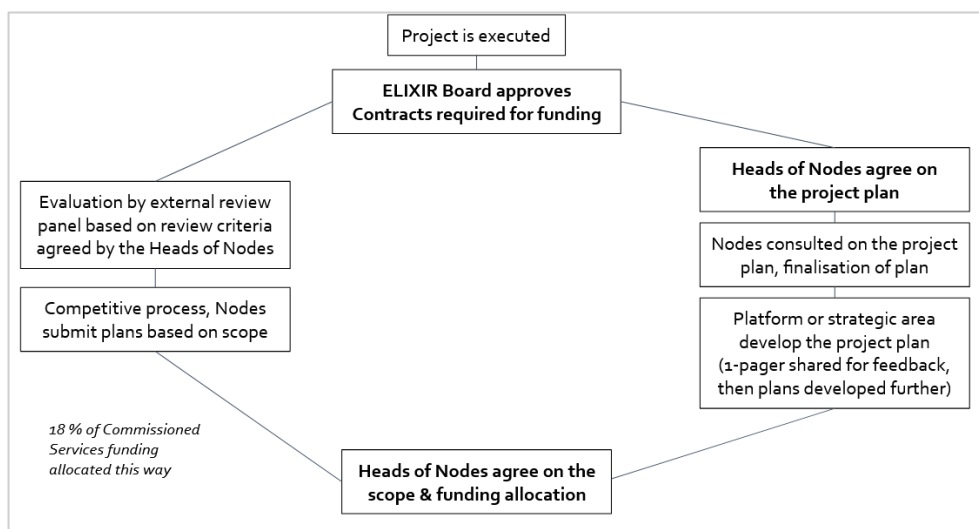 Project is executed
ELIXIR Board approves
Contracts required for funding
Evaluation by external review
panel based on review criteria
agreed by the Heads of Nodes
Competitive process, Nodes
submit plans based on scope
18 % of Commissioned
Services funding
allocated this way
Heads of Nodes agree on
the project plan
Nodes consulted on the project
plan, finalisation of plan
Platform or strategic area
develop the project plan
(1-pager shared for feedback,
then plans developed further)
Heads of Nodes agree on the
scope & funding allocation